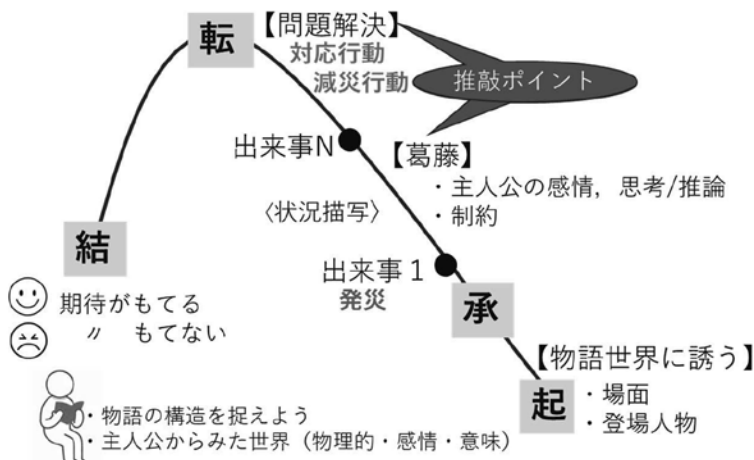 転
【問題解決】
対応行動
減災行動
推敲ポイント
出来事N
【葛藤】
・主人公の感情，思考/推論
・制約
〈状況描写〉
結
出来事１
発災
承
期待がもてる
〃 もてない
【物語世界に誘う】
起
・場面
・登場人物
・物語の構造を捉えよう
・主人公からみた世界（物理的・感情・意味）